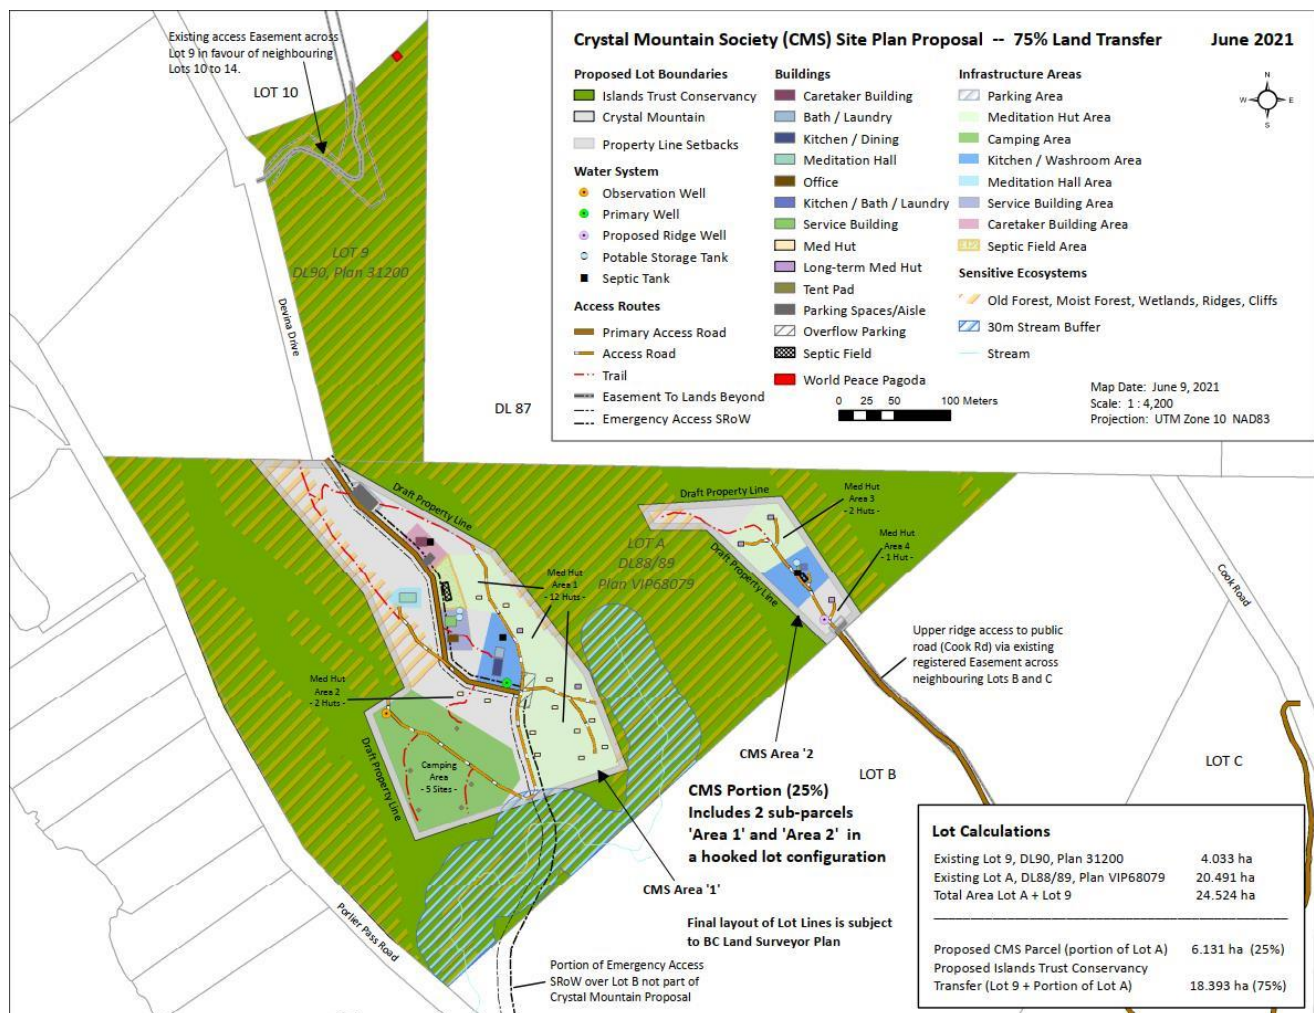 Existing access Easement across
Lot 9 in favour of neighbouring
Lots 10 to 14.
LOT 10
Crystal Mountain Society (CMS) Site Plan Proposal -- 75% Land Transfer June 2021
Proposed Lot Boundaries
Islands Trust Conservancy
Crystal Mountain
Property Line Setbacks
Water System
Observation Well
Primary Well
Proposed Ridge Well
Potable Storage Tank
Septic Tank
Access Routes
Primary Access Road
Access Road
Trail
Easement To Lands Beyond
Emergency Access SRoW
Buildings
Caretaker Building
Bath / Laundry
Kitchen / Dining
Meditation Hall
Office
Kitchen / Bath / Laundry
Service Building
Med Hut
Long-term Med Hut
Tent Pad
Parking Spaces/Aisle
Overflow Parking
Septic Field
World Peace Pagoda
Infrastructure Areas
Parking Area
Meditation Hut Area
Camping Area
Kitchen / Washroom Area
Meditation Hall Area
Service Building Area
Caretaker Building Area
Septic Field Area
Sensitive Ecosystems
Old Forest, Moist Forest, Wetlands, Ridges, Cliffs
30m Stream Buffer
Stream
N
W E
S
0 25 50 100 Meters
Map Date: June 9, 2021
Scale: 1 : 4,200
Projection: UTM Zone 10 NAD83
LOT 9
DL90, Plan 31200
Devina Drive
DL 87
Draft Property Line
Draft Property Line
Med Hut
Area 3
- 2 Huts -
LOT A
DL88/89
Plan VIP68079
Med Hut
Area 4
- 1 Hut -
Draft Property Line
Med Hut
Area 1
- 12 Huts -
Cook Road
Upper ridge access to public
road (Cook Rd) via existing
registered Easement across
neighbouring Lots B and C
Med Hut
Area 2
- 2 Huts -
Draft Property Line
Camping
Area
- 5 Sites -
CMS Area '2'
LOT B
LOT C
CMS Portion (25%)
Includes 2 sub-parcels
'Area 1' and 'Area 2' in
a hooked lot configuration
CMS Area '1'
Final layout of Lot Lines is subject
to BC Land Surveyor Plan
Porlier Pass Road
Portion of Emergency Access
SRoW over Lot B not part of
Crystal Mountain Proposal
Lot Calculations
Existing Lot 9, DL90, Plan 31200 4.033 ha
Existing Lot A, DL88/89, Plan VIP68079 20.491 ha
Total Area Lot A + Lot 9 24.524 ha
Proposed CMS Parcel (portion of Lot A) 6.131 ha (25%)
Proposed Islands Trust Conservancy
Transfer (Lot 9 + Portion of Lot A) 18.393 ha (75%)